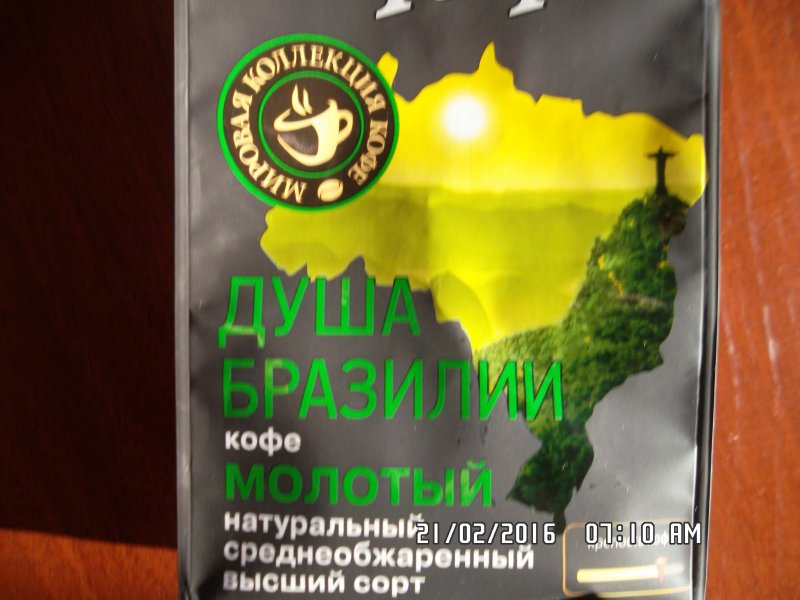 МИРОВАЯ КОЛЛЕКЦИЯ КОФЕ
ДУША
БРАЗИЛИИ
кофе
молотый
натуральный
среднеобжаренный
высший сорт
21/02/2016 07:10 AM